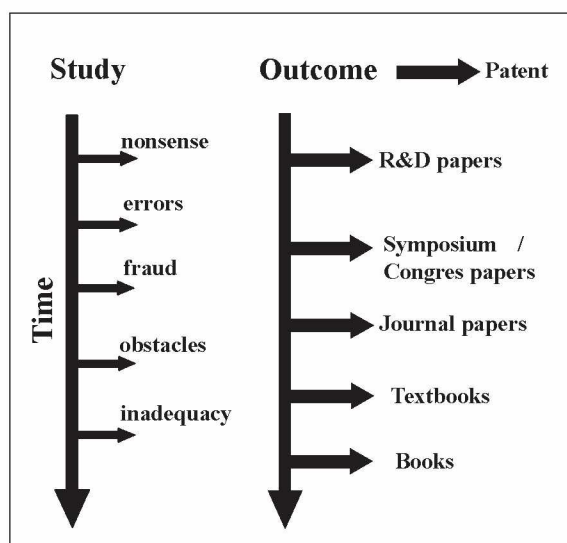 Study
Outcome
Patent
nonsense
R&D papers
errors
Symposium /
Congres papers
fraud
Time
Journal papers
obstacles
Textbooks
inadequacy
Books